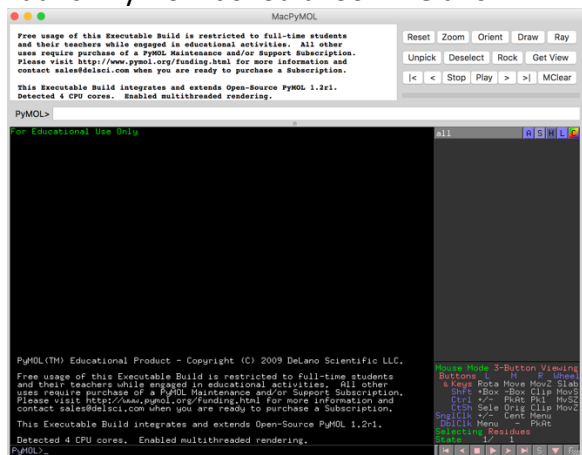 MacPyMOL
Free usage of this Executable Build is restricted to full-time students
and their teachers while engaged in educational activities. All other
uses require purchase of a PyMOL Maintenance and/or Support Subscription.
Please visit http://www.pymol.org/funding.html for more information and
contact sales@delsci.com when you are ready to purchase a Subscription.
This Executable Build integrates and extends Open-Source PyMOL 1.2r1.
Detected 4 CPU cores. Enabled multithreaded rendering.
Reset Zoom Orient Draw Ray
Unpick Deselect Rock Get View
|< < Stop Play > >| MClear
PyMOL>
For Educational Use Only
all A S H L C
PyMOL(TM) Educational Product - Copyright (C) 2009 DeLano Scientific LLC.
Free usage of this Executable Build is restricted to full-time students
and their teachers while engaged in educational activities. All other
uses require purchase of a PyMOL Maintenance and/or Support Subscription.
Please visit http://www.pymol.org/funding.html for more information and
contact sales@delsci.com when you are ready to purchase a Subscription.
This Executable Build integrates and extends Open-Source PyMOL 1.2r1.
Detected 4 CPU cores. Enabled multithreaded rendering.
PyMOL>_
Mouse Mode 3-Button Viewing
Buttons L M R Wheel
& Keys Rota Move MovZ Slab
Shft +Box -Box Clip MovS
Ctrl +/- PkAt Pk1 MvSZ
CtSh Sele Orig Clip MovZ
SnglClk +/- Cent Menu
DblClk Menu - PkAt
Selecting Residues
State 1/ 1
S F